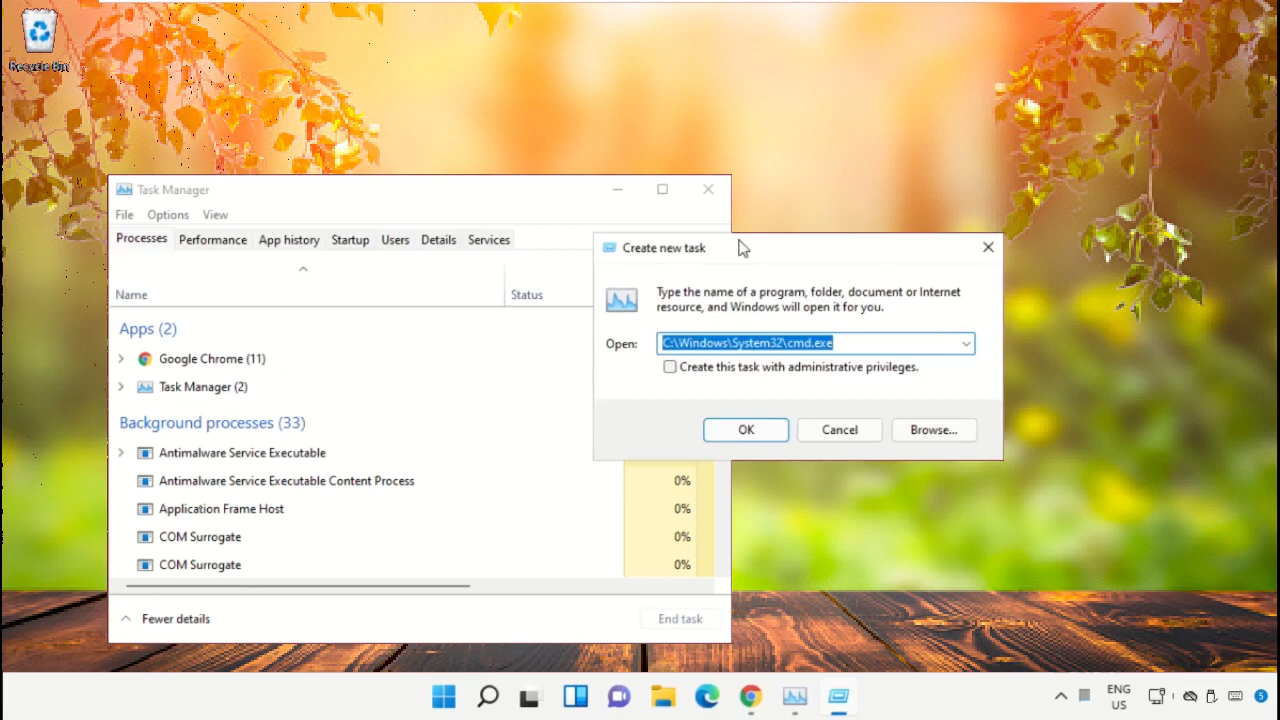 Recycle Bin
Task Manager
File Options View
Processes Performance App history Startup Users Details Services
Name Status
Apps (2)
Google Chrome (11)
Task Manager (2)
Background processes (33)
Antimalware Service Executable
Antimalware Service Executable Content Process 0%
Application Frame Host 0%
COM Surrogate 0%
COM Surrogate 0%
Fewer details End task
Create new task
Type the name of a program, folder, document or Internet
resource, and Windows will open it for you.
Open: C:\Windows\System32\cmd.exe
Create this task with administrative privileges.
OK Cancel Browse...
ENG
US
5